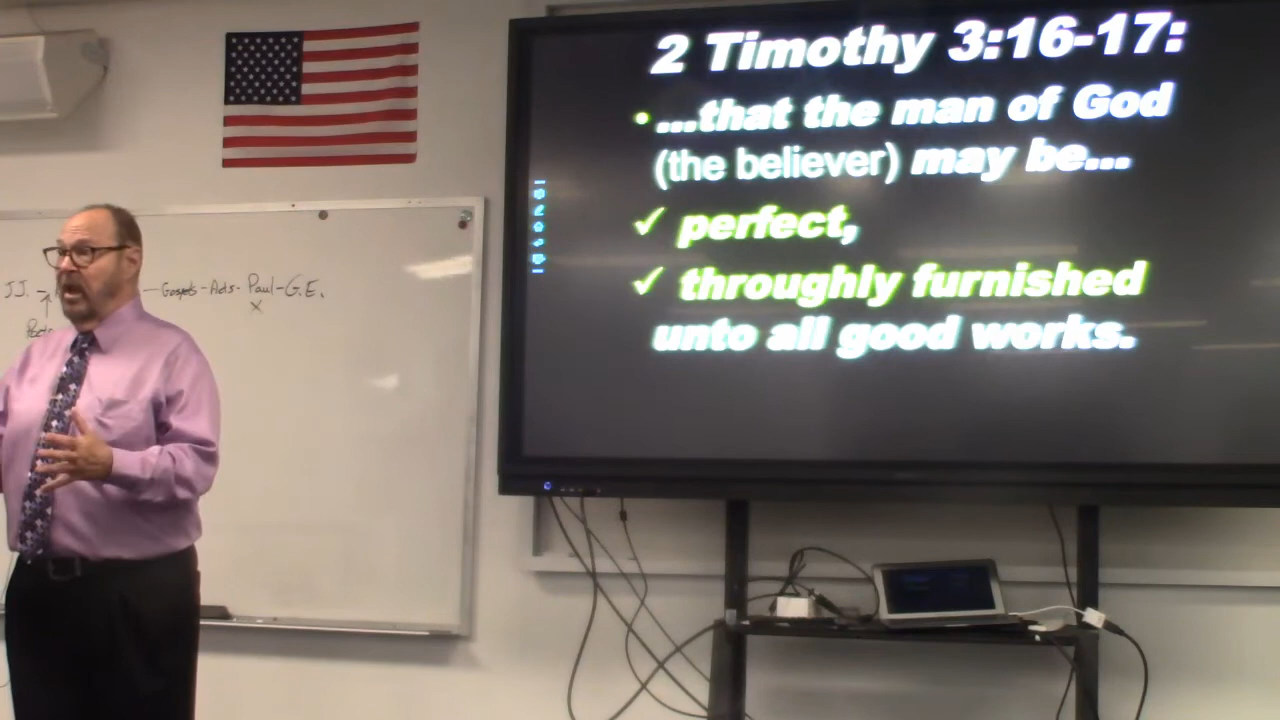 2 Timothy 3:16-17:
• ...that the man of God
(the believer) may be...
✓ perfect,
✓ throughly furnished
unto all good works.
J.J. - — Gospels - Acts - Paul - G.E.
X